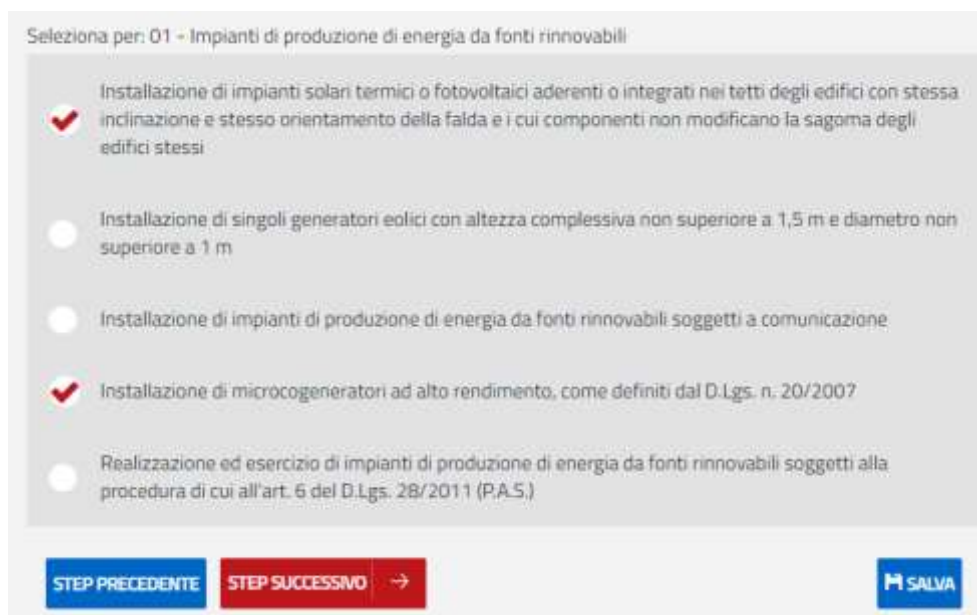 Seleziona per: 01 - Impianti di produzione di energia da fonti rinnovabili
Installazione di impianti solari termici o fotovoltaici aderenti o integrati nei tetti degli edifici con stessa
inclinazione e stesso orientamento della falda e i cui componenti non modificano la sagoma degli
edifici stessi
Installazione di singoli generatori eolici con altezza complessiva non superiore a 1,5 m e diametro non
superiore a 1 m
Installazione di impianti di produzione di energia da fonti rinnovabili soggetti a comunicazione
Installazione di microcogeneratori ad alto rendimento, come definiti dal D.Lgs. n. 20/2007
Realizzazione ed esercizio di impianti di produzione di energia da fonti rinnovabili soggetti alla
procedura di cui all'art. 6 del D.Lgs. 28/2011 (P.A.S.)
STEP PRECEDENTE STEP SUCCESSIVO → SALVA